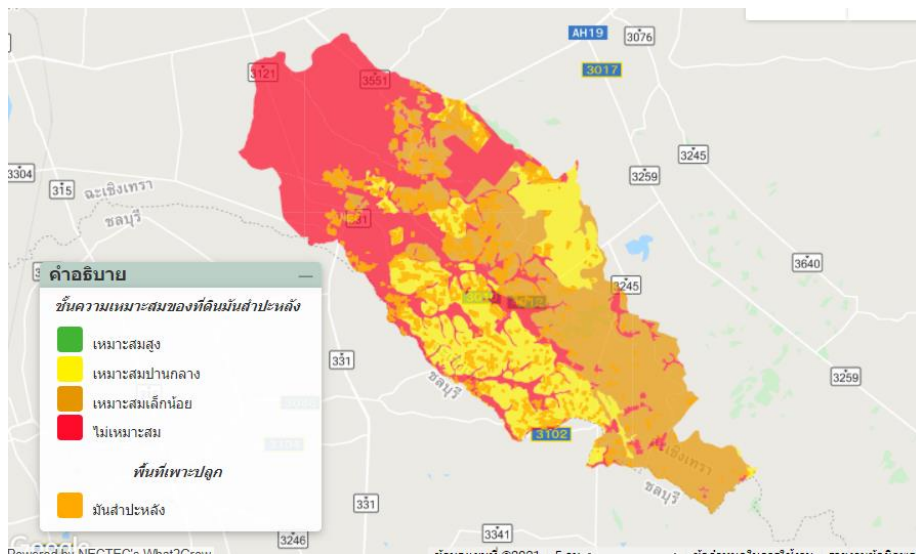 AH19
3076
3017
3121
3551
3245
3304
315
3259
ฉะเชิงเทรา
ชลบุรี
331
3640
3245
คำอธิบาย
ชั้นความเหมาะสมของที่ดินมันสำปะหลัง
เหมาะสมสูง
331
เหมาะสมปานกลาง
3259
ชลบุรี
เหมาะสมเล็กน้อย
ไม่เหมาะสม
3102
พื้นที่เพาะปลูก
ฉะเชิงเทรา
ชลบุรี
มันสำปะหลัง
331
3341
3246
Google
Powered by NECTEC's What2Grow